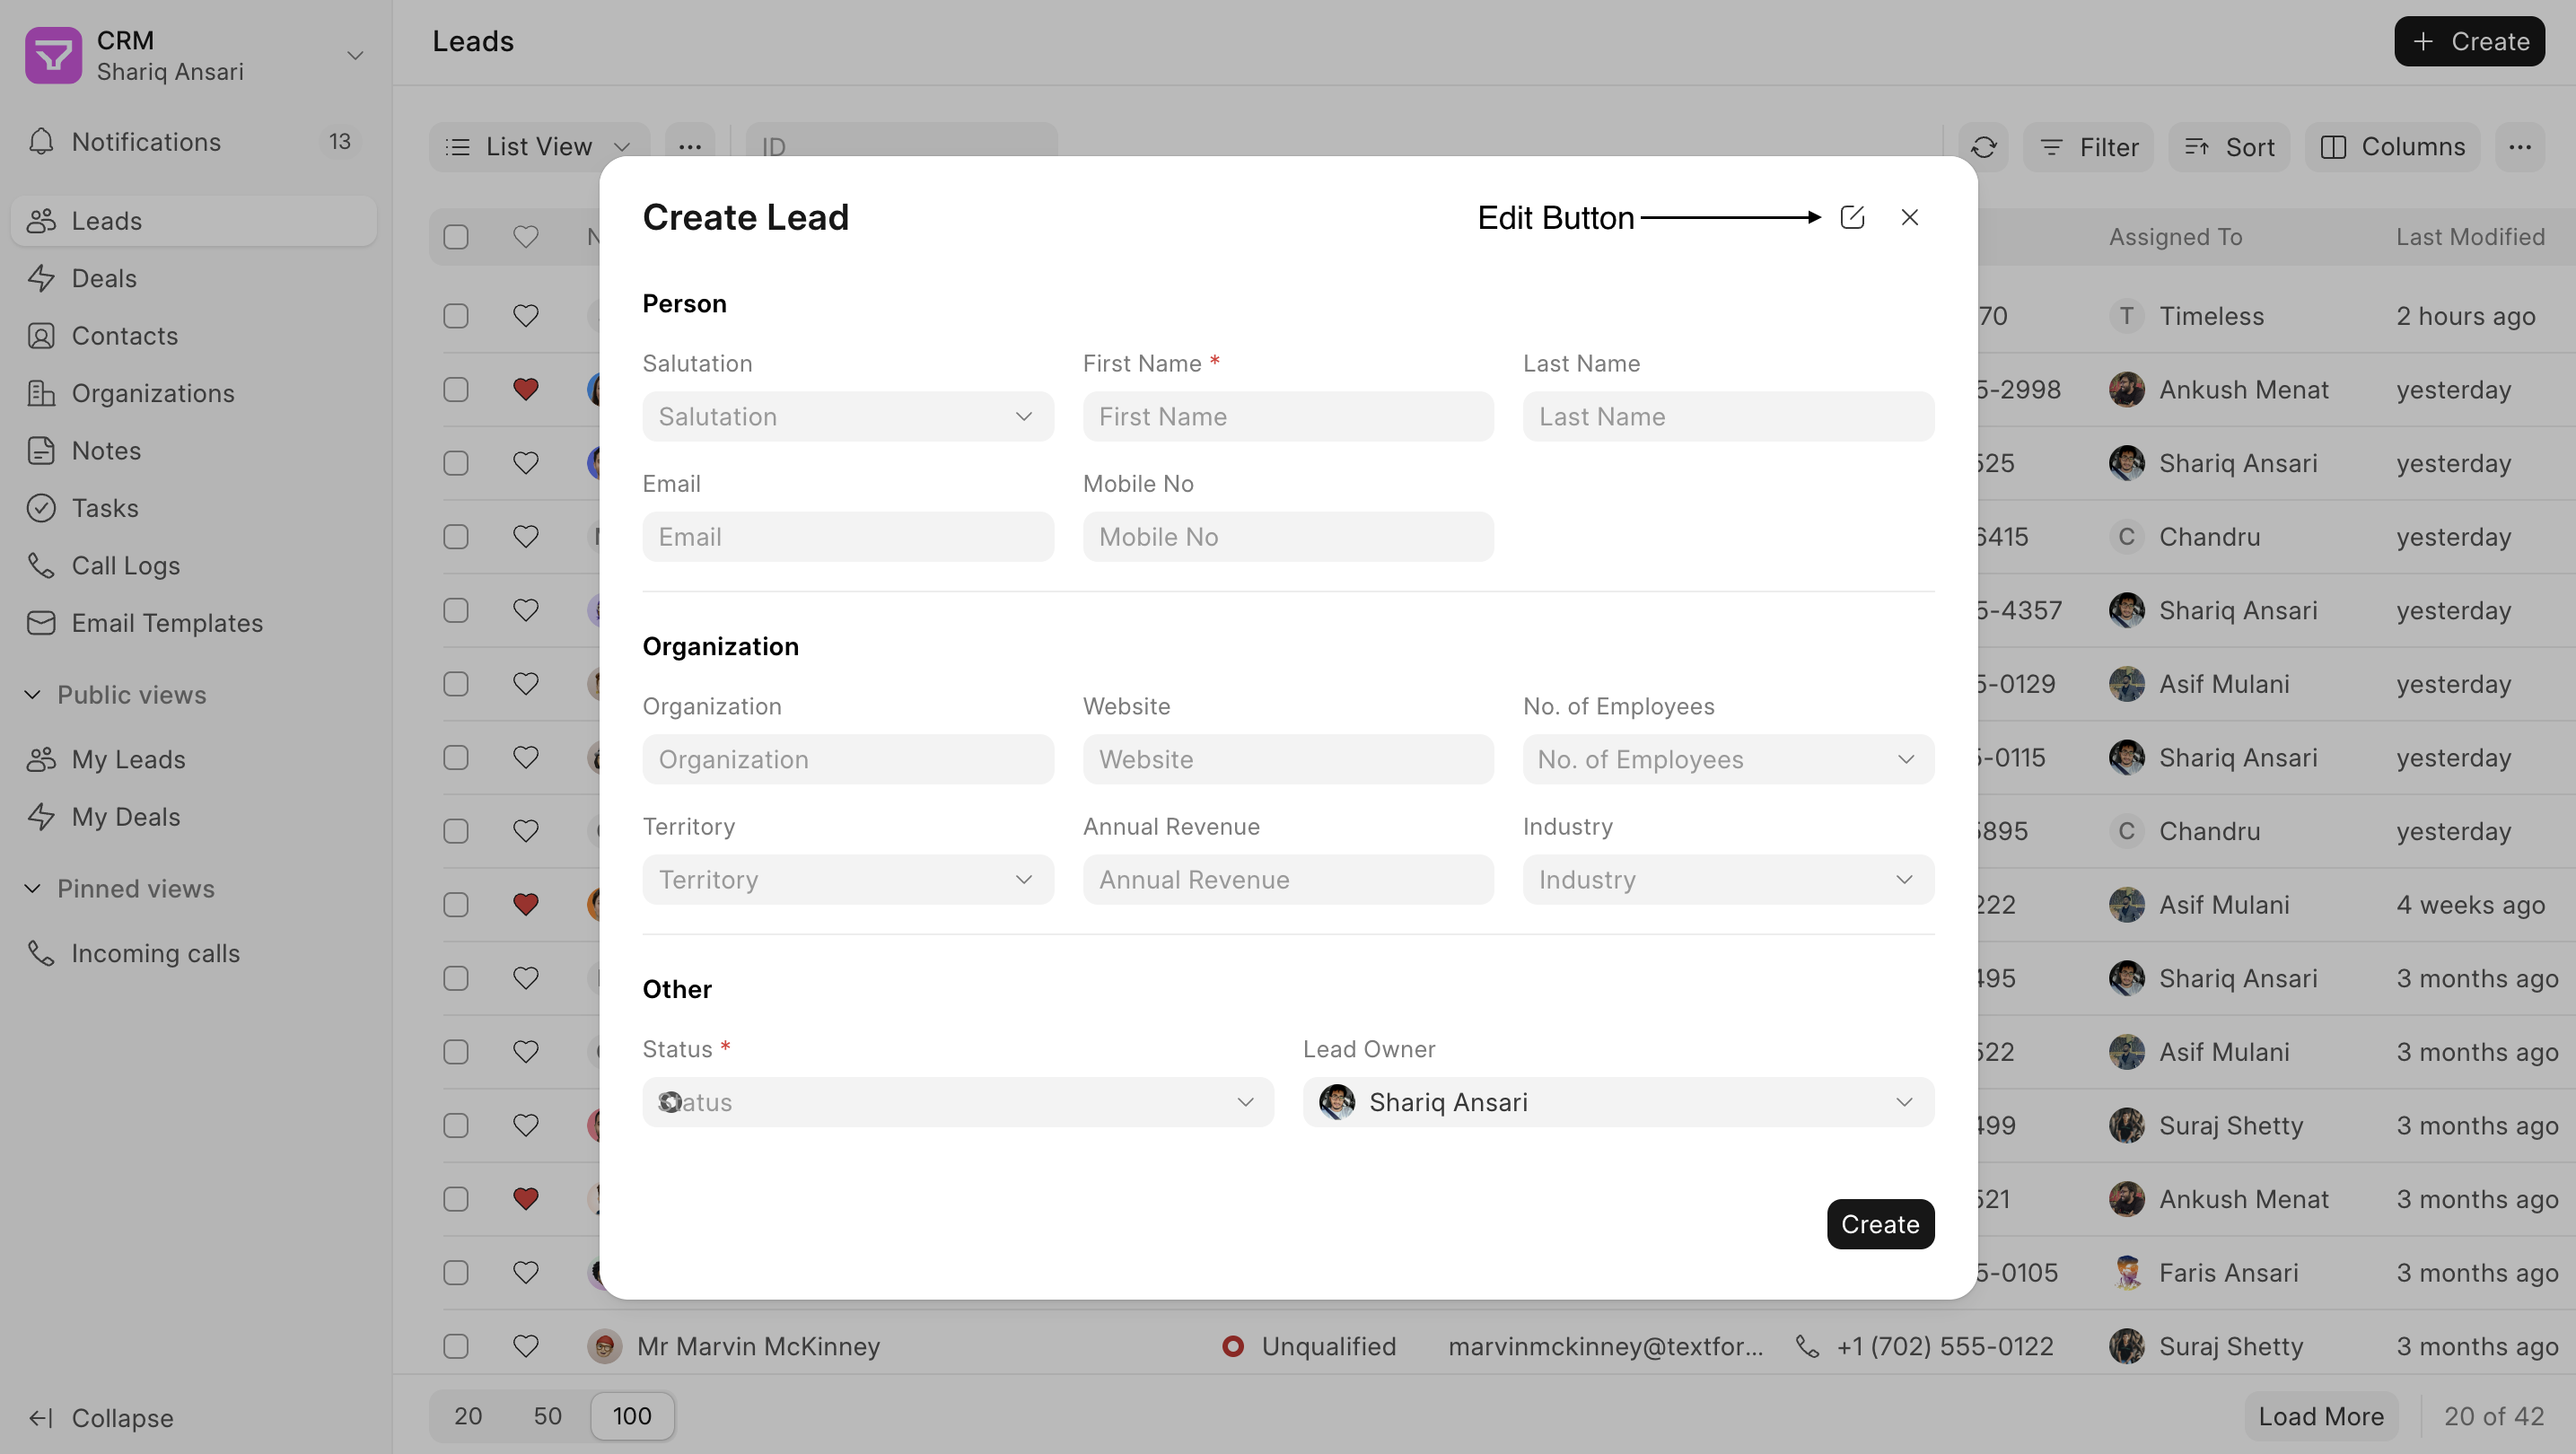 CRM
Shariq Ansari
Notifications 13
Leads
Deals
Contacts
Organizations
Notes
Tasks
Call Logs
Email Templates
Public views
My Leads
My Deals
Pinned views
Incoming calls
Collapse
Leads
Create
List View
ID
Filter
Sort
Columns
Assigned To Last Modified
Create Lead
Edit Button
Person
Salutation First Name * Last Name
Salutation First Name Last Name
Email Mobile No
Email Mobile No
Organization
Organization Website No. of Employees
Organization Website No. of Employees
Territory Annual Revenue Industry
Territory Annual Revenue Industry
Other
Status * Lead Owner
Shariq Ansari
Create
70 T Timeless 2 hours ago
5-2998 Ankush Menat yesterday
525 Shariq Ansari yesterday
6415 C Chandru yesterday
5-4357 Shariq Ansari yesterday
5-0129 Asif Mulani yesterday
5-0115 Shariq Ansari yesterday
5895 C Chandru yesterday
222 Asif Mulani 4 weeks ago
495 Shariq Ansari 3 months ago
522 Asif Mulani 3 months ago
499 Suraj Shetty 3 months ago
521 Ankush Menat 3 months ago
5-0105 Faris Ansari 3 months ago
Mr Marvin McKinney Unqualified marvinmckinney@textfor... +1 (702) 555-0122 Suraj Shetty 3 months ago
20 50 100
Load More 20 of 42